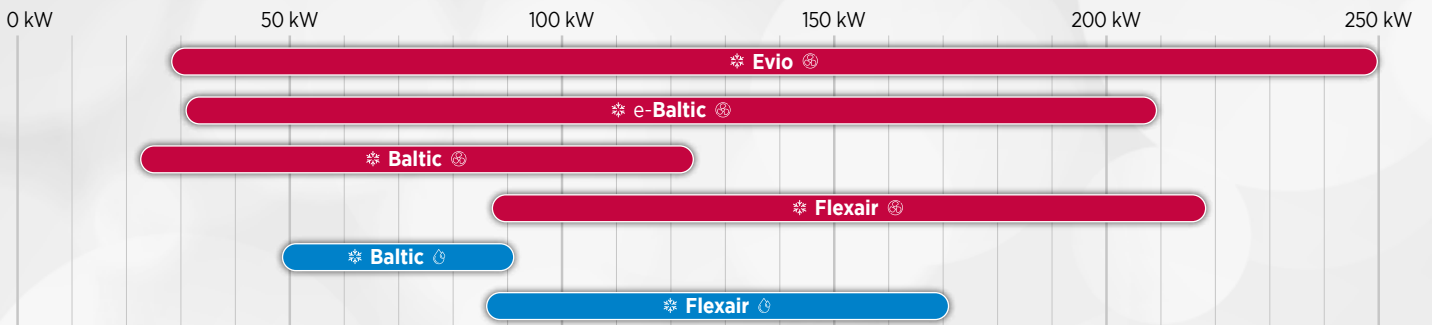 0 kW 50 kW 100 kW 150 kW 200 kW 250 kW
Evio
e-Baltic
Baltic
Flexair
Baltic
Flexair